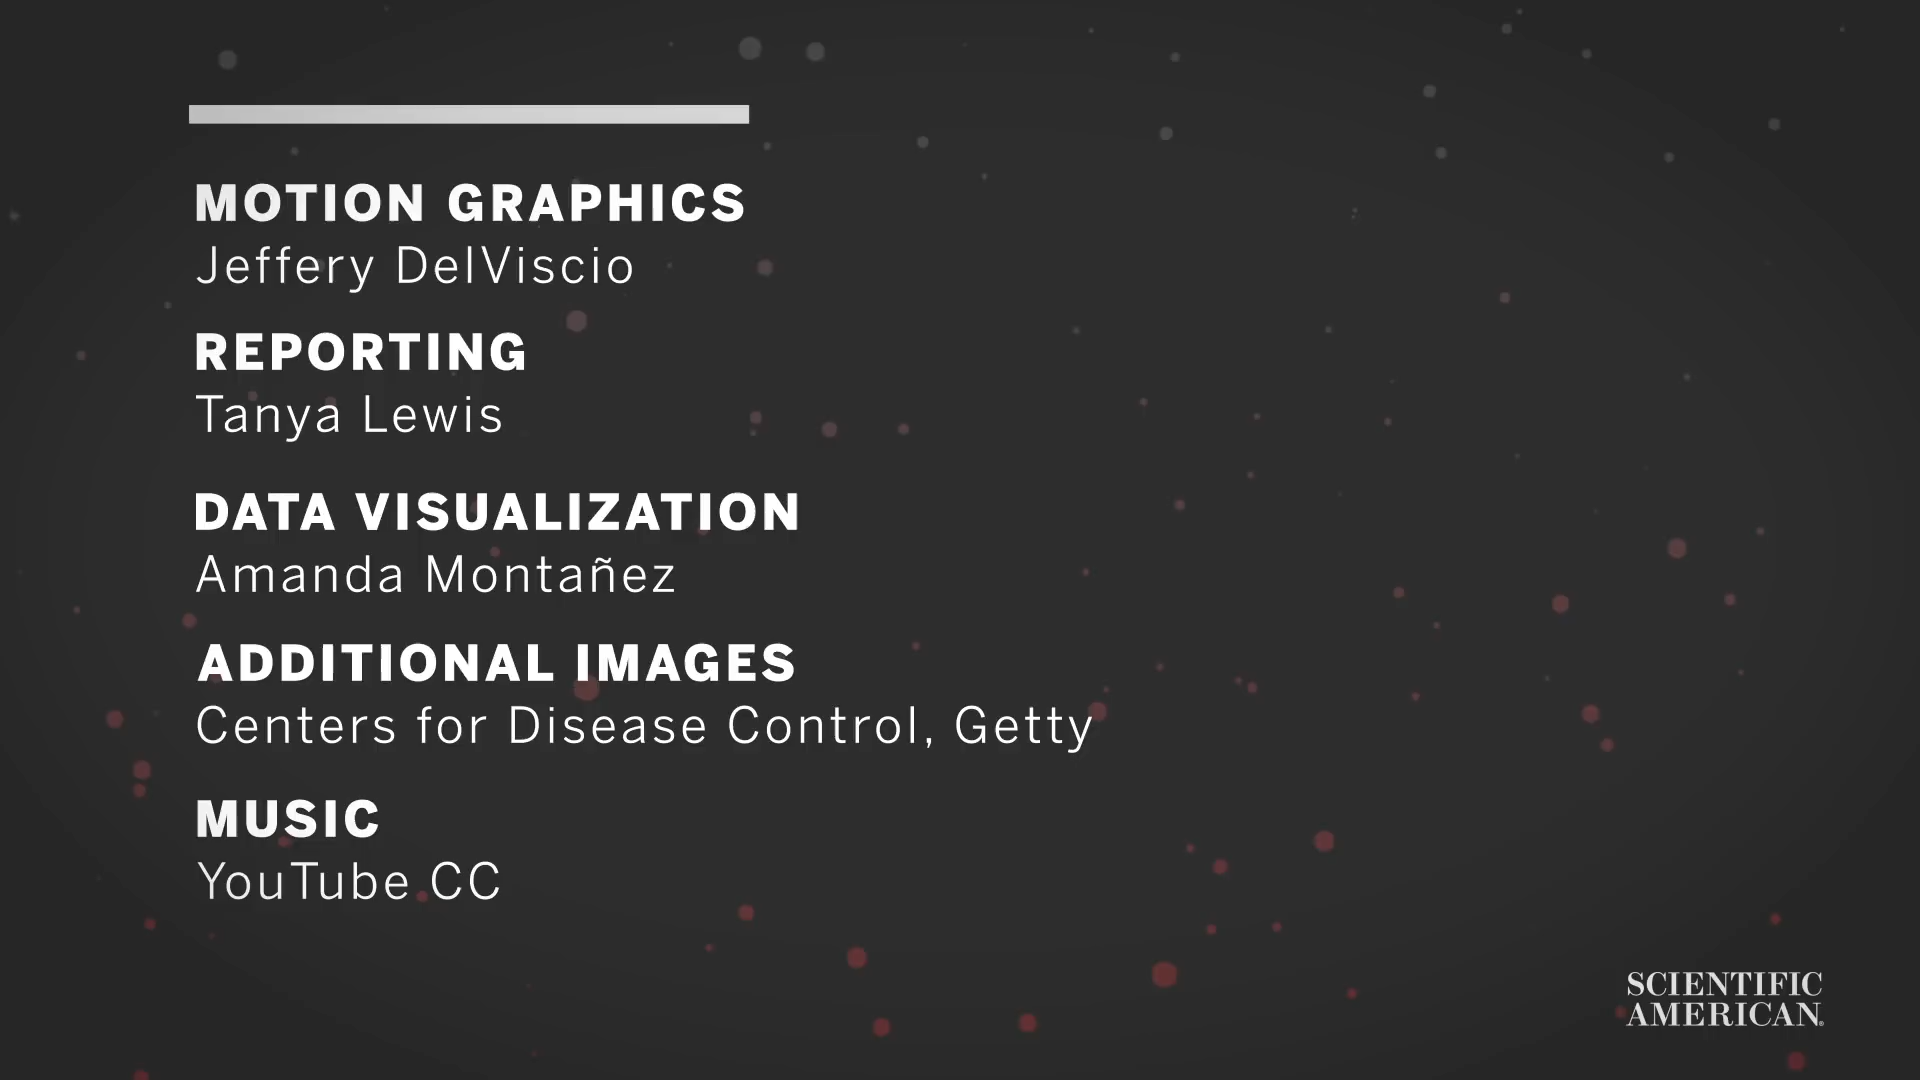 MOTION GRAPHICS
Jeffery DelViscio
REPORTING
Tanya Lewis
DATA VISUALIZATION
Amanda Montañez
ADDITIONAL IMAGES
Centers for Disease Control, Getty
MUSIC
YouTube CC
SCIENTIFIC
AMERICAN®